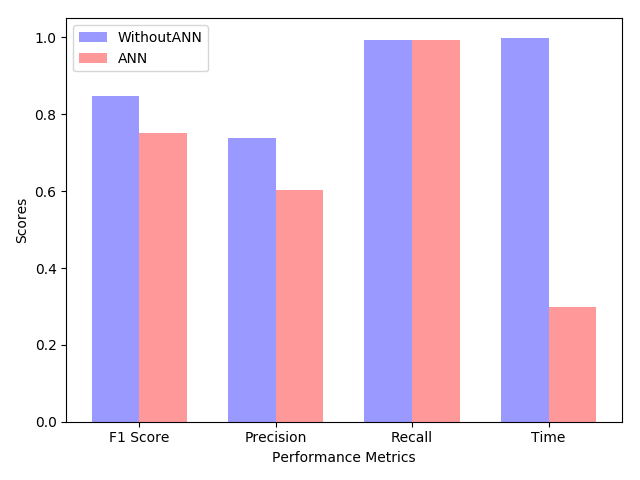 WithoutANN
ANN
1.0
0.8
0.6
0.4
0.2
0.0
Scores
F1 Score Precision Recall Time
Performance Metrics